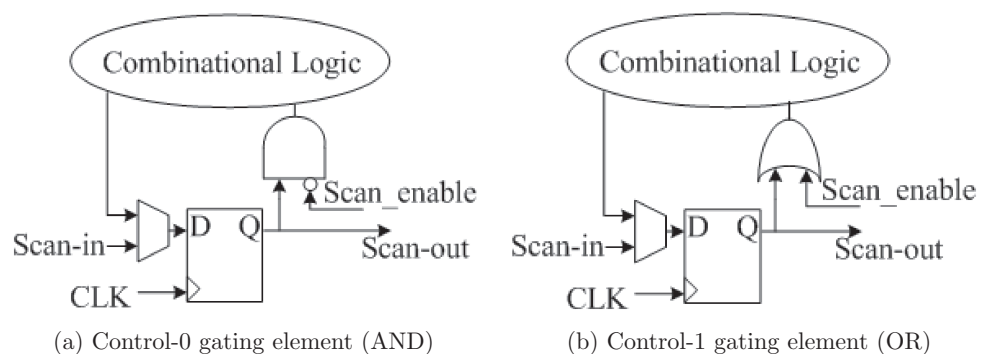 Combinational Logic
Scan_enable
D Q
Scan-in
Scan-out
CLK
(a) Control-0 gating element (AND)
Combinational Logic
Scan_enable
D Q
Scan-in
Scan-out
CLK
(b) Control-1 gating element (OR)